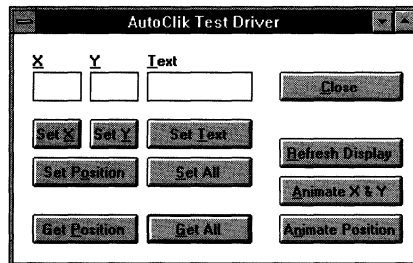 AutoClik Test Driver
X Y Text
Close
Set X Set Y Set Text
Refresh Display
Set Position Set All
Animate X & Y
Get Position Get All Animate Position